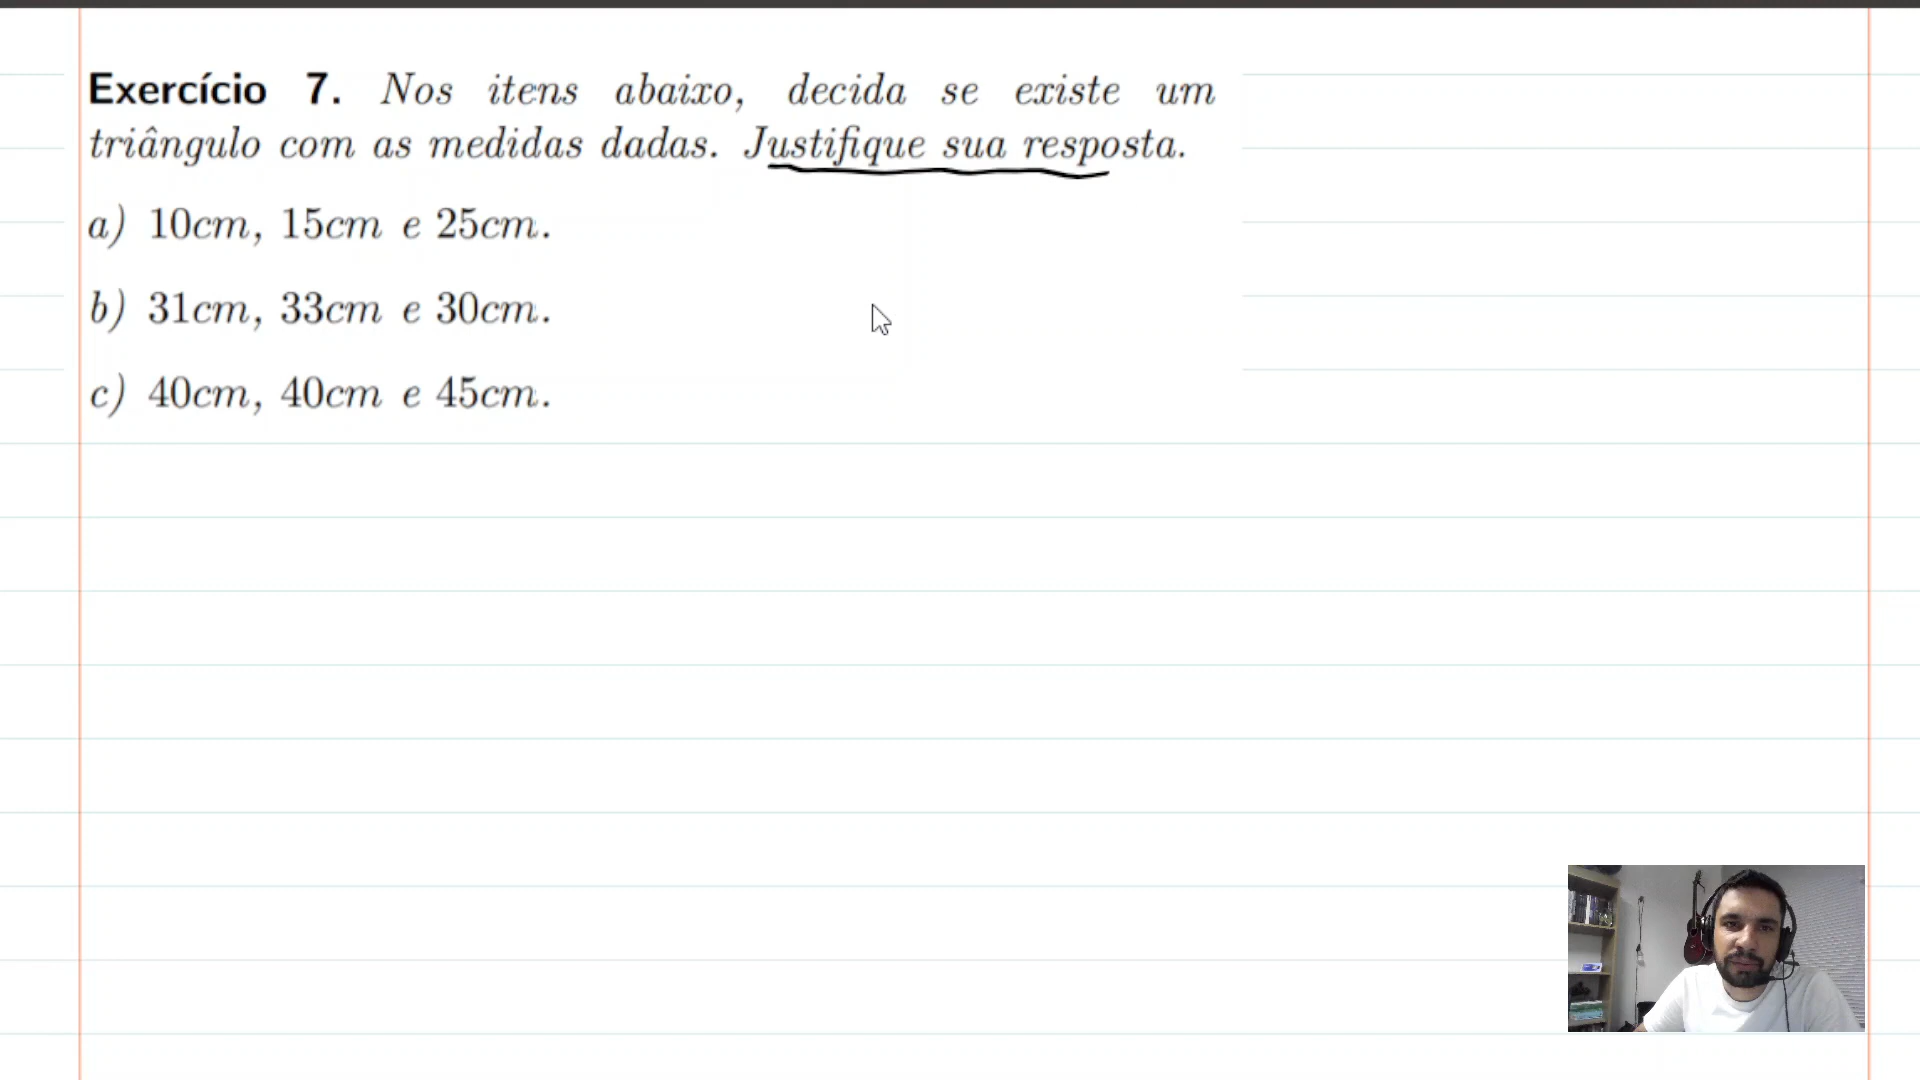 Exercício 7. Nos itens abaixo, decida se existe um
triângulo com as medidas dadas. Justifique sua resposta.
a) 10cm, 15cm e 25cm.
b) 31cm, 33cm e 30cm.
c) 40cm, 40cm e 45cm.